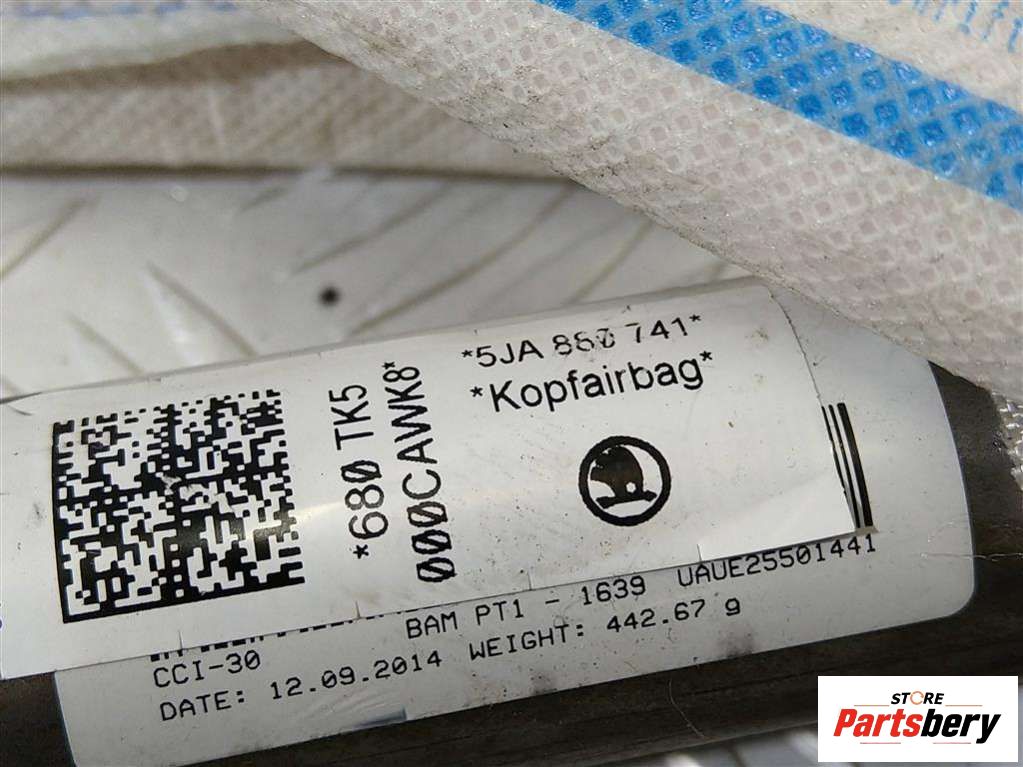 *5JA 880 741*
*Kopfairbag*
*680 TK5
000CAWK8*
BAM PT1 - 1639 UAUE25501441
CCI-30
DATE: 12.09.2014 WEIGHT: 442.67 g
STORE
Partsbery